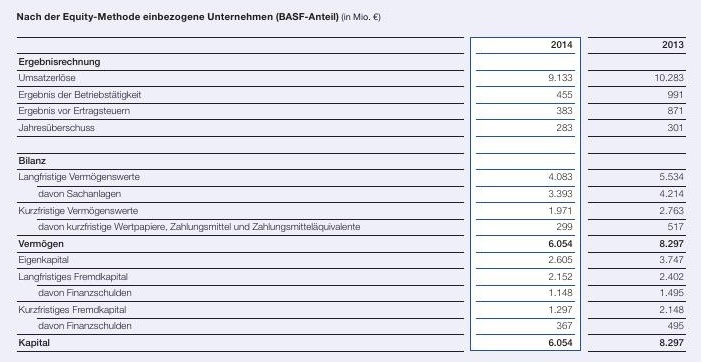 Nach der Equity-Methode einbezogene Unternehmen (BASF-Anteil) (in Mio. €)
2014 2013
Ergebnisrechnung
Umsatzerlöse 9.133 10.283
Ergebnis der Betriebstätigkeit 455 991
Ergebnis vor Ertragsteuern 383 871
Jahresüberschuss 283 301
Bilanz
Langfristige Vermögenswerte 4.083 5.534
davon Sachanlagen 3.393 4.214
Kurzfristige Vermögenswerte 1.971 2.763
davon kurzfristige Wertpapiere, Zahlungsmittel und Zahlungsmitteläquivalente 299 517
Vermögen 6.054 8.297
Eigenkapital 2.605 3.747
Langfristiges Fremdkapital 2.152 2.402
davon Finanzschulden 1.148 1.495
Kurzfristiges Fremdkapital 1.297 2.148
davon Finanzschulden 367 495
Kapital 6.054 8.297